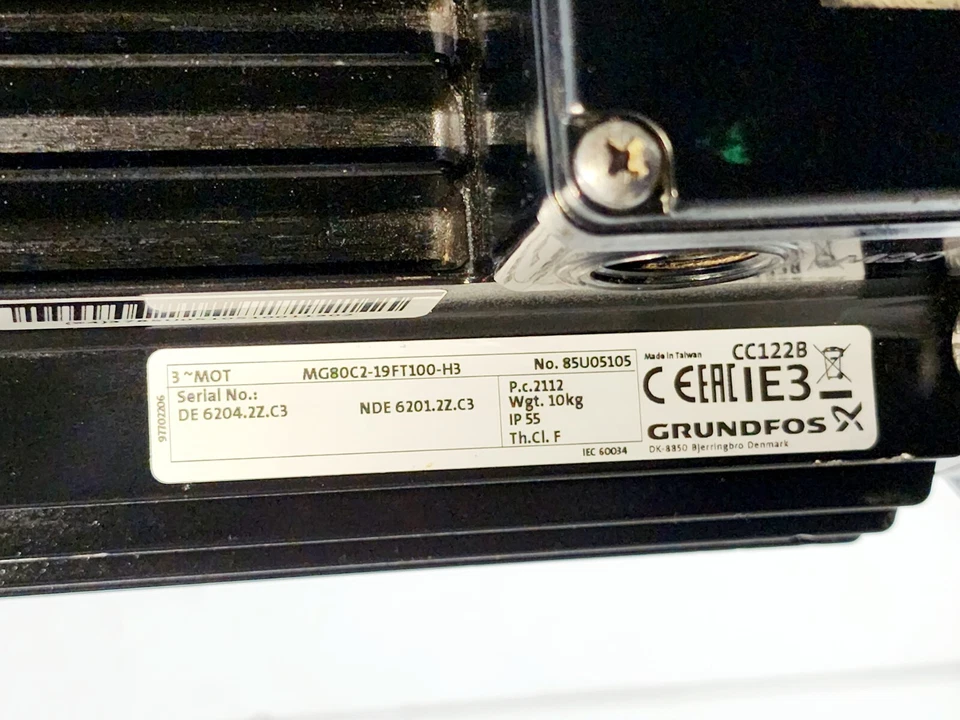 3 ~MOT MG80C2-19FT100-H3 No. 85U05105
Serial No.:
DE 6204.2Z.C3 NDE 6201.2Z.C3
P.c.2112
Wgt. 10kg
IP 55
Th.Cl. F
IEC 60034
97702206
Made in Taiwan CC122B
CE EAC IE3
GRUNDFOS
DK-8850 Bjerringbro Denmark